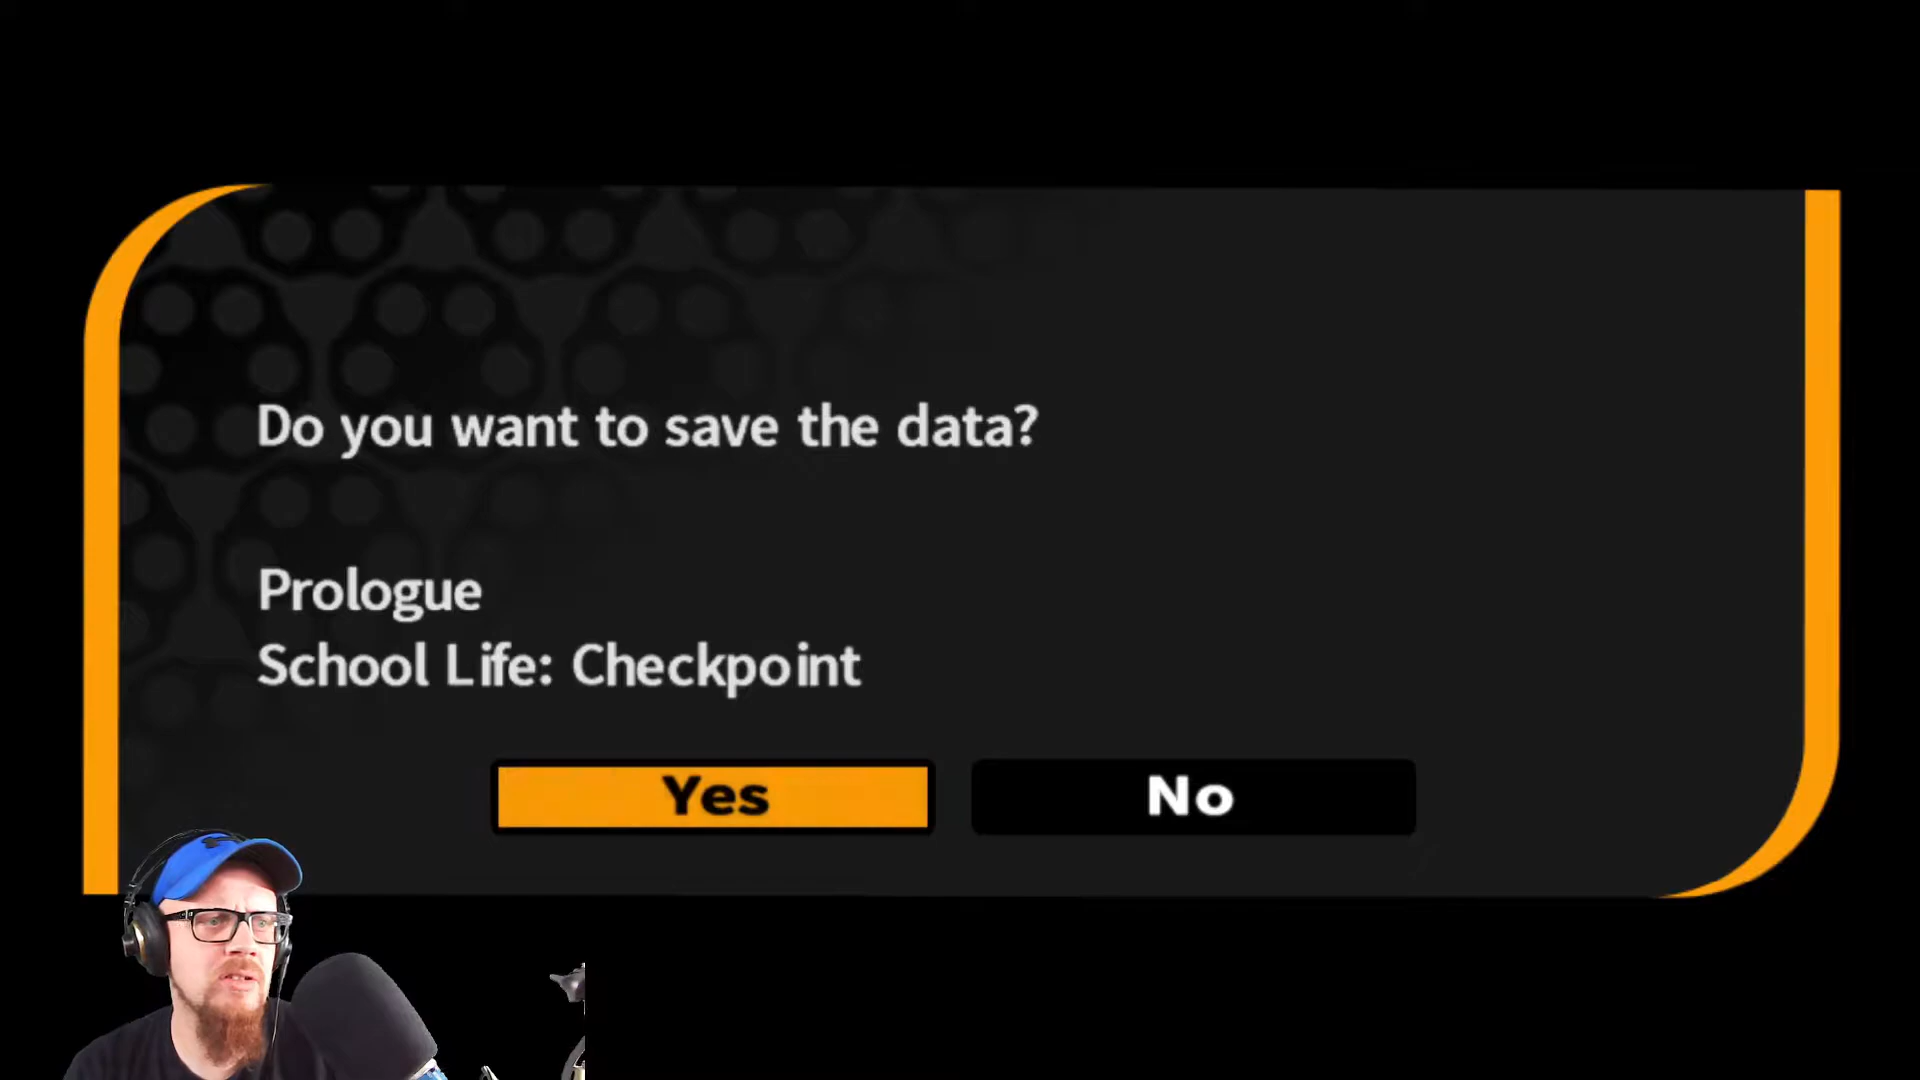 Do you want to save the data?
Prologue
School Life: Checkpoint
Yes
No